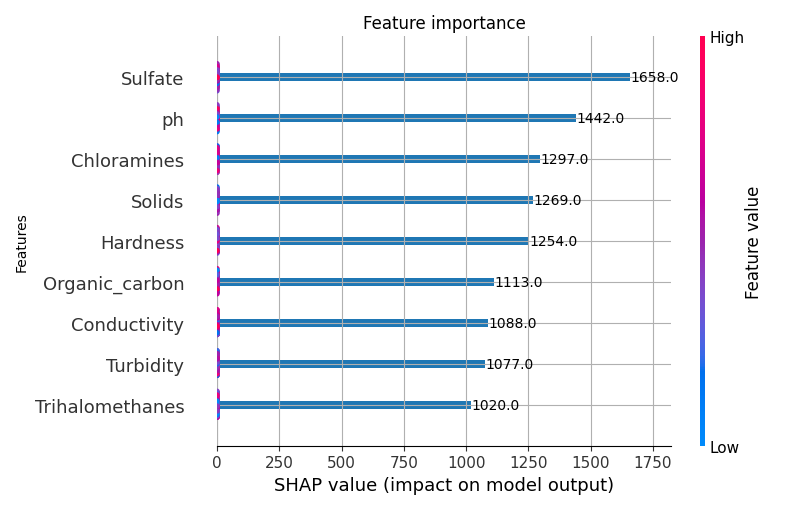 Feature importance
High
Sulfate 1658.0
ph 1442.0
Chloramines 1297.0
Solids 1269.0
Hardness 1254.0
Organic_carbon 1113.0
Conductivity 1088.0
Turbidity 1077.0
Trihalomethanes 1020.0
Features
Feature value
Low
0 250 500 750 1000 1250 1500 1750
SHAP value (impact on model output)